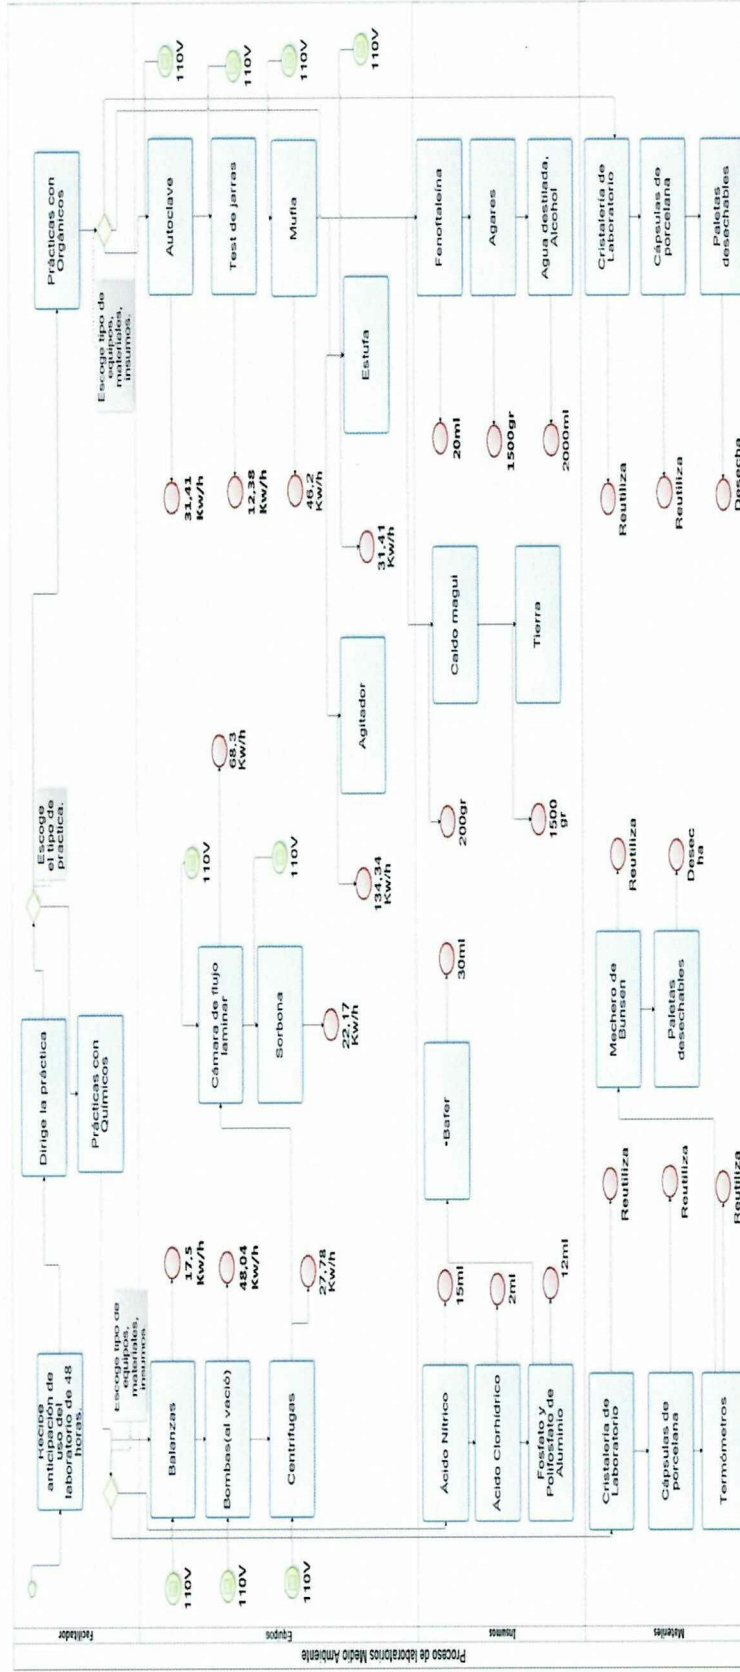 Proceso de laboratorios Medio Ambiente
Facilitador
Recibe
anticipación de
uso del
laboratorio de 48
horas.
Dirige la práctica
Escoge
el tipo de
practica.
Prácticas con
Químicos
Prácticas con
Orgánicos
Escoge tipo de
equipos,
materiales,
insumos
Escoge tipo de
equipos,
materiales,
insumos.
Equipos
110V
Balanzas
17.5
Kw/h
110V
Bombas(al vació)
48,04
Kw/h
110V
Centrifugas
27,78
Kw/h
110V
Cámara de flujo
laminar
68.3
Kw/h
110V
Sorbona
22,17
Kw/h
134,34
Kw/h
Agitador
31,41
Kw/h
Estufa
31,41
Kw/h
Autoclave
110V
12,38
Kw/h
Test de jarras
110V
46,2
Kw/h
Mufla
110V
110V
Insumos
Ácido Nítrico
15ml
Acido Clornidrico
2ml
Fosfato y
Polifosfato de
Aluminio
12ml
-Bafer
30ml
200gr
Caldo magui
1500
gr
Tierra
20ml
Fenoftaleína
1500gr
Agares
2000ml
Agua destilada,
Alcohol
Materiles
Cristalería de
Laboratorio
Reutiliza
Cápsulas de
porcelana
Reutiliza
Termómetros
Reutiliza
Mechero de
Bunsen
Reutiliza
Paletas
desechables
Desec
ha
Reutiliza
Cristalería de
Laboratorio
Reutiliza
Cápsulas de
porcelana
Desecha
Paletas
desechables